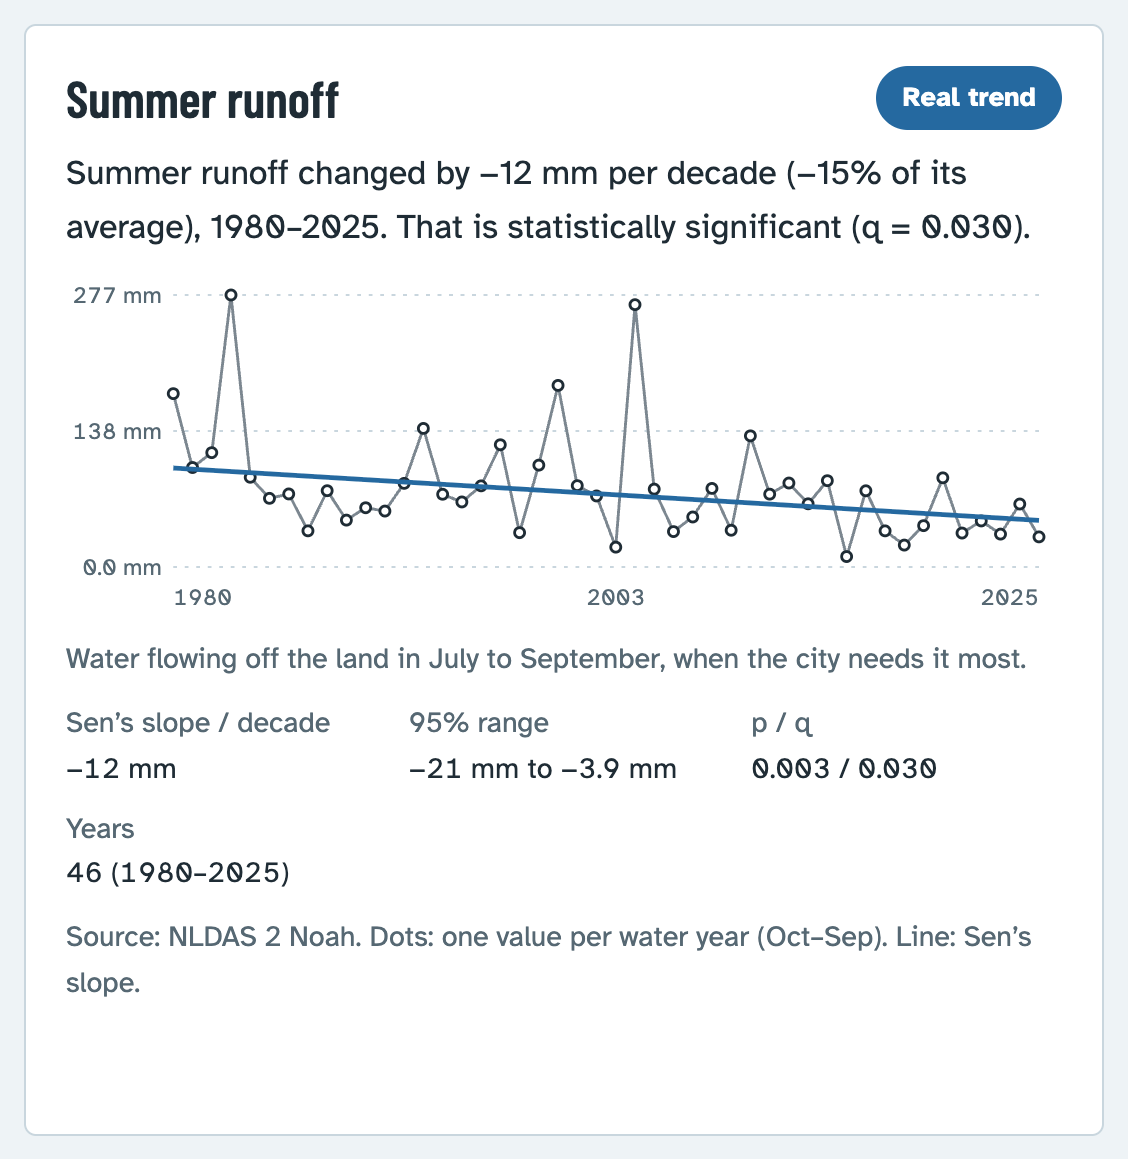 Summer runoff
Real trend
Summer runoff changed by −12 mm per decade (−15% of its
average), 1980–2025. That is statistically significant (q = 0.030).
277 mm
138 mm
0.0 mm
1980
2003
2025
Water flowing off the land in July to September, when the city needs it most.
Sen’s slope / decade
−12 mm
95% range
−21 mm to −3.9 mm
p / q
0.003 / 0.030
Years
46 (1980–2025)
Source: NLDAS 2 Noah. Dots: one value per water year (Oct–Sep). Line: Sen’s
slope.